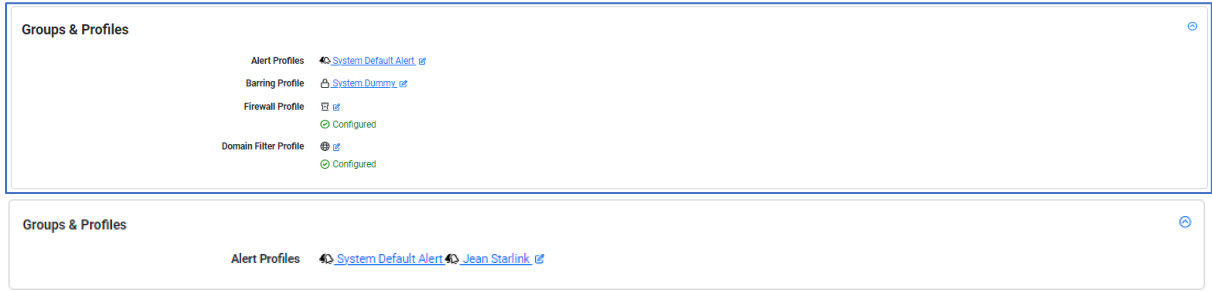 Groups & Profiles
Alert Profiles System Default Alert
Barring Profile System Dummy
Firewall Profile
Configured
Domain Filter Profile
Configured
Groups & Profiles
Alert Profiles System Default Alert Jean Starlink